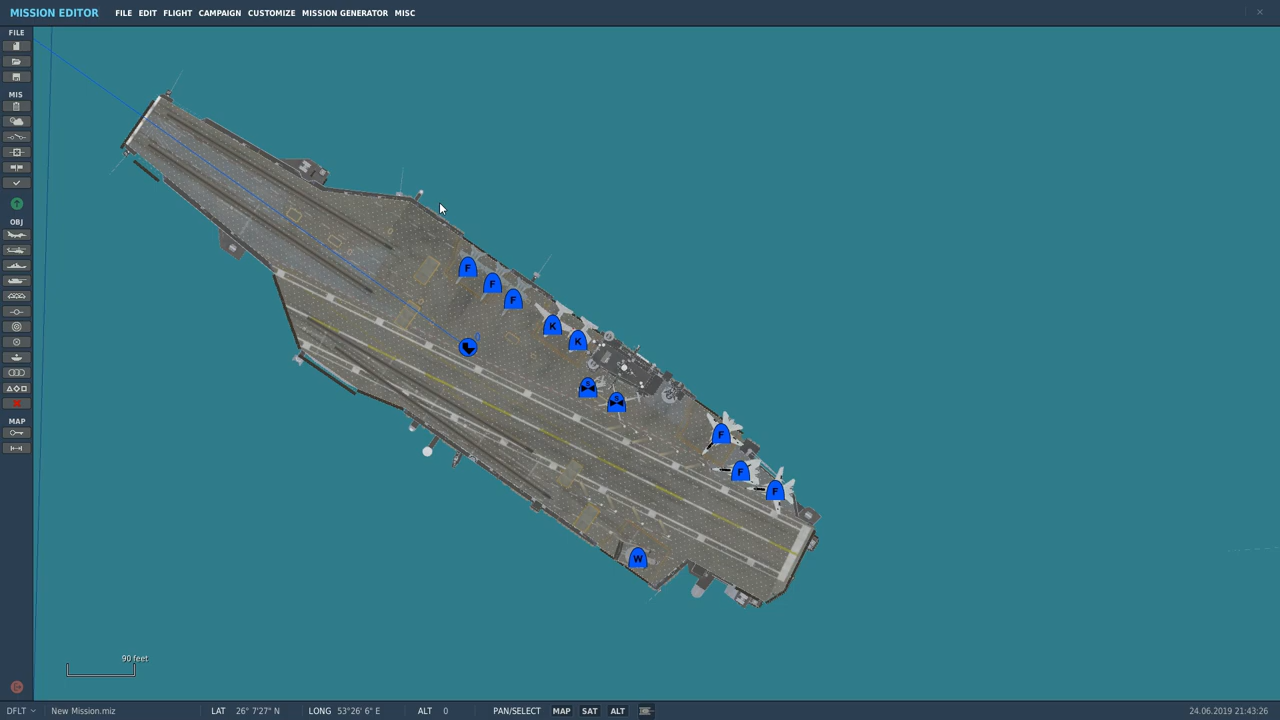 MISSION EDITOR FILE EDIT FLIGHT CAMPAIGN CUSTOMIZE MISSION GENERATOR MISC
FILE
MIS
OBJ
MAP
F
F
F
K
K
F
F
F
W
90 feet
DFLT New Mission.miz LAT 26° 7'27" N LONG 53°26' 6" E ALT 0 PAN/SELECT MAP SAT ALT 24.06.2019 21:43:26